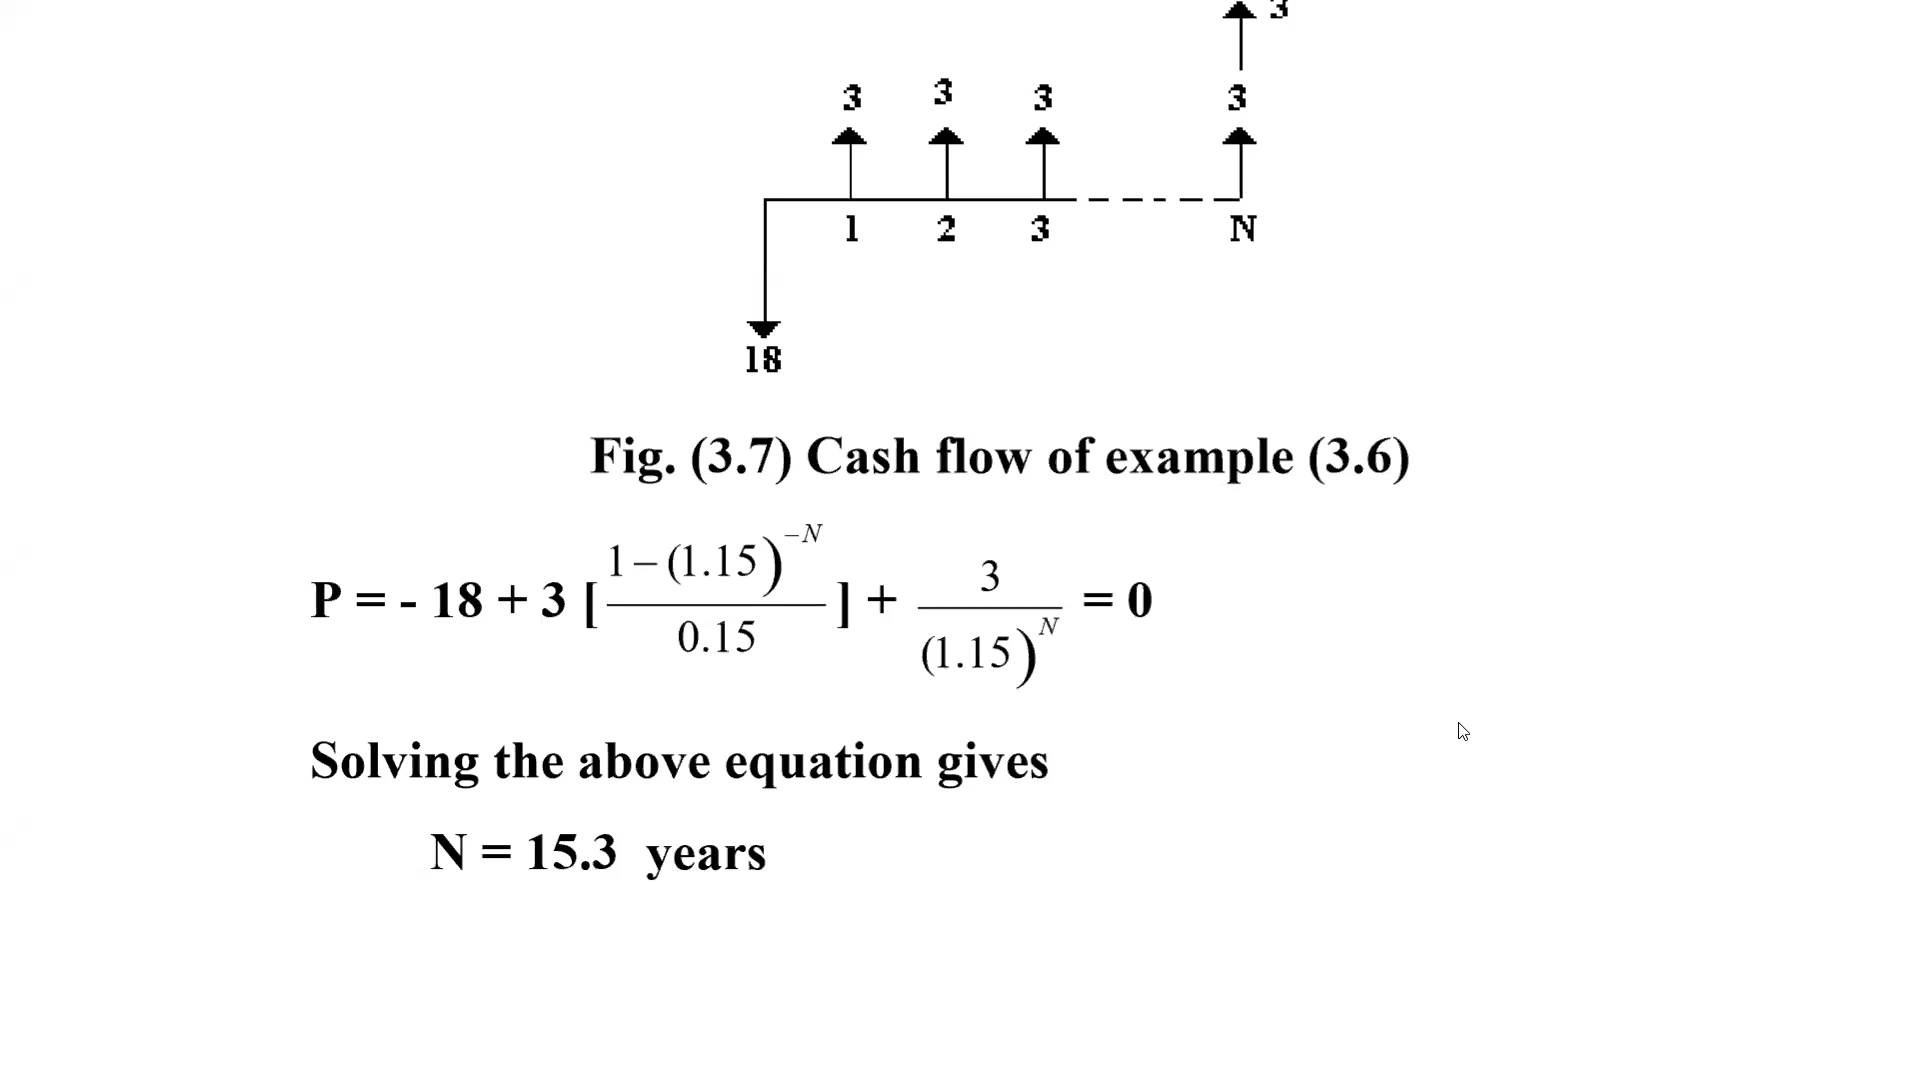 3
3 3 3 3
1 2 3 N
18
Fig. (3.7) Cash flow of example (3.6)
P = - 18 + 3 [ 1−(1.15)^−N / 0.15 ] + 3 / (1.15)^N = 0
Solving the above equation gives
N = 15.3 years